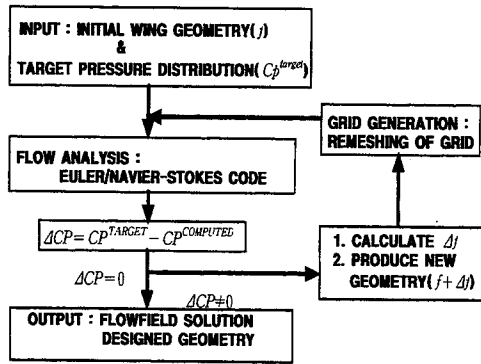 INPUT : INITIAL WING GEOMETRY(f)
&
TARGET PRESSURE DISTRIBUTION(Cp^target)
GRID GENERATION :
REMESHING OF GRID
FLOW ANALYSIS :
EULER/NAVIER-STOKES CODE
ΔCP = CP^TARGET − CP^COMPUTED
1. CALCULATE Δf
2. PRODUCE NEW
GEOMETRY(f + Δf)
ΔCP=0
ΔCP≠0
OUTPUT : FLOWFIELD SOLUTION
DESIGNED GEOMETRY